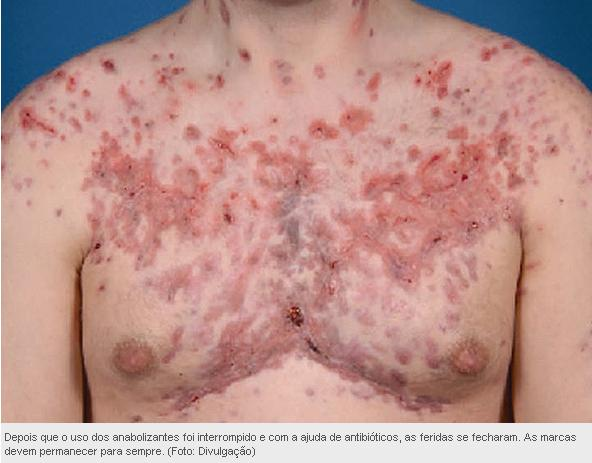 Depois que o uso dos anabolizantes foi interrompido e com a ajuda de antibióticos, as feridas se fecharam. As marcas
devem permanecer para sempre. (Foto: Divulgação)